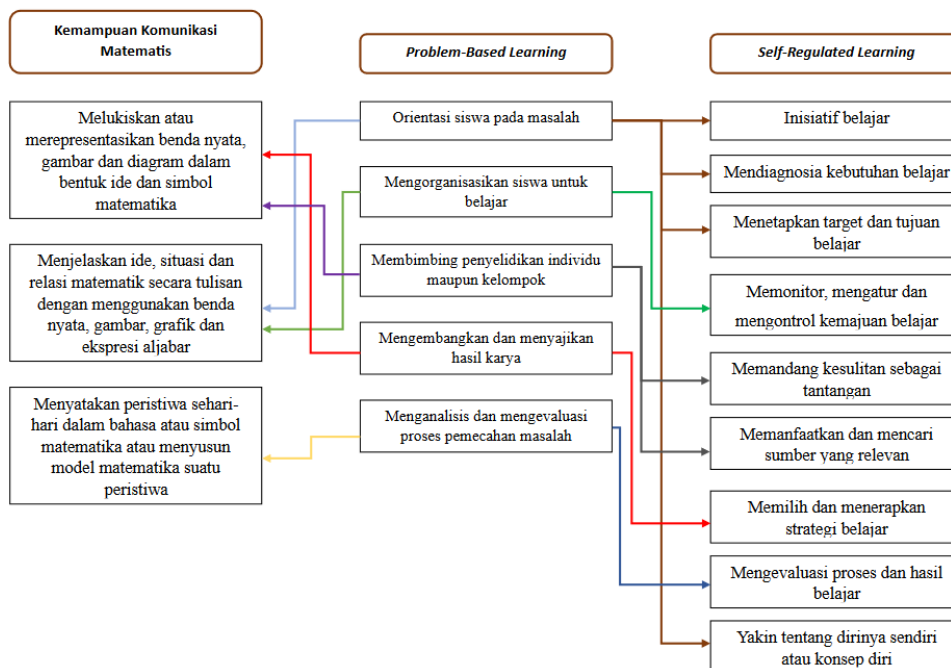 Kemampuan Komunikasi
Matematis
Melukiskan atau
merepresentasikan benda nyata,
gambar dan diagram dalam
bentuk ide dan simbol
matematika
Menjelaskan ide, situasi dan
relasi matematik secara tulisan
dengan menggunakan benda
nyata, gambar, grafik dan
ekspresi aljabar
Menyatakan peristiwa sehari-
hari dalam bahasa atau simbol
matematika atau menyusun
model matematika suatu
peristiwa
Problem-Based Learning
Orientasi siswa pada masalah
Mengorganisasikan siswa untuk
belajar
Membimbing penyelidikan individu
maupun kelompok
Mengembangkan dan menyajikan
hasil karya
Menganalisis dan mengevaluasi
proses pemecahan masalah
Self-Regulated Learning
Inisiatif belajar
Mendiagnosia kebutuhan belajar
Menetapkan target dan tujuan
belajar
Memonitor, mengatur dan
mengontrol kemajuan belajar
Memandang kesulitan sebagai
tantangan
Memanfaatkan dan mencari
sumber yang relevan
Memilih dan menerapkan
strategi belajar
Mengevaluasi proses dan hasil
belajar
Yakin tentang dirinya sendiri
atau konsep diri